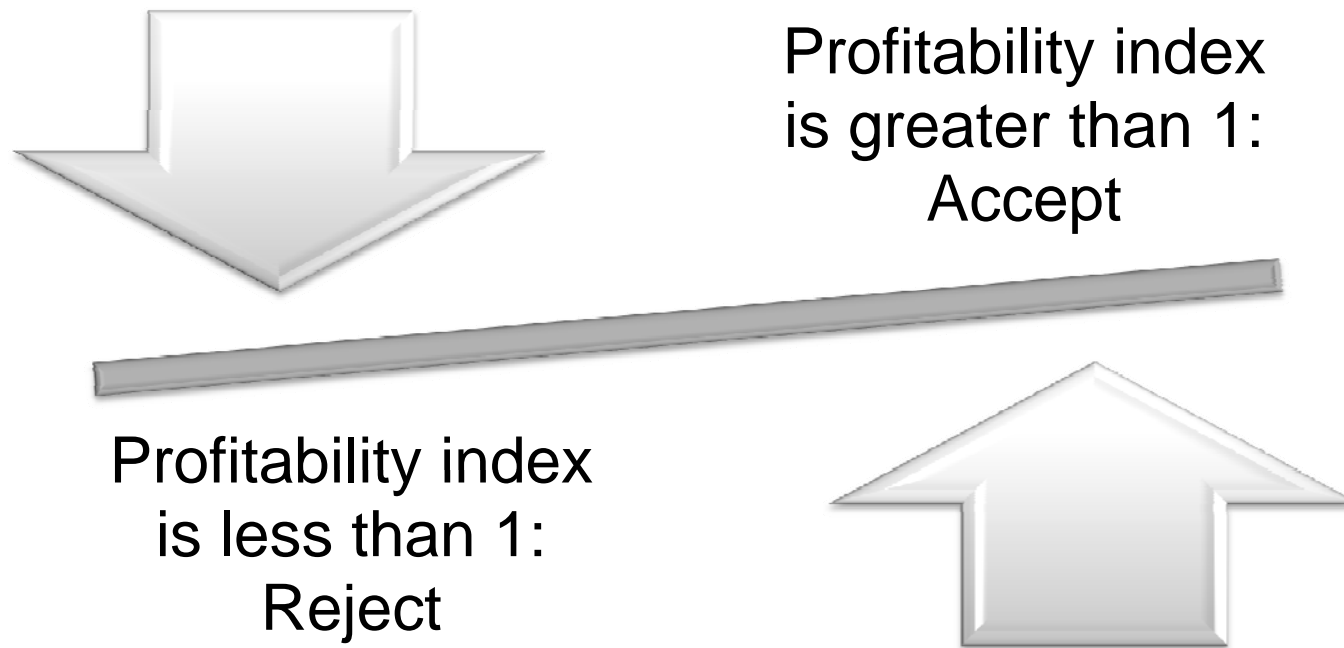 Profitability index
is greater than 1:
Accept
Profitability index
is less than 1:
Reject